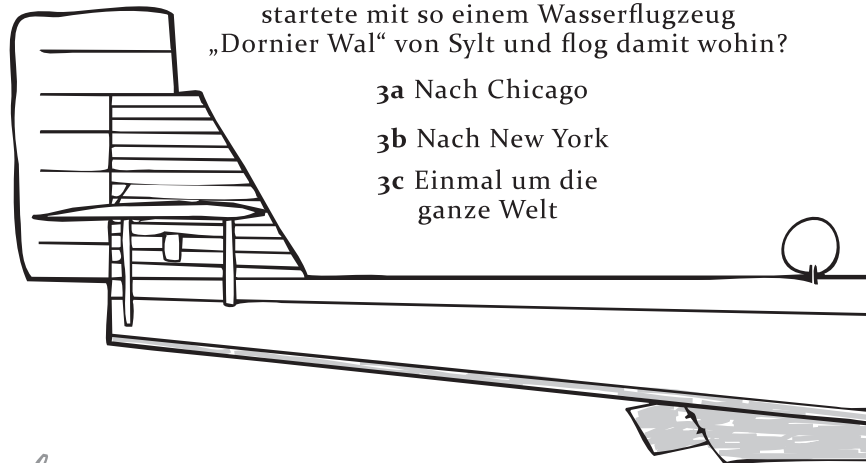 startete mit so einem Wasserflugzeug
„Dornier Wal“ von Sylt und flog damit wohin?
3a Nach Chicago
3b Nach New York
3c Einmal um die
ganze Welt